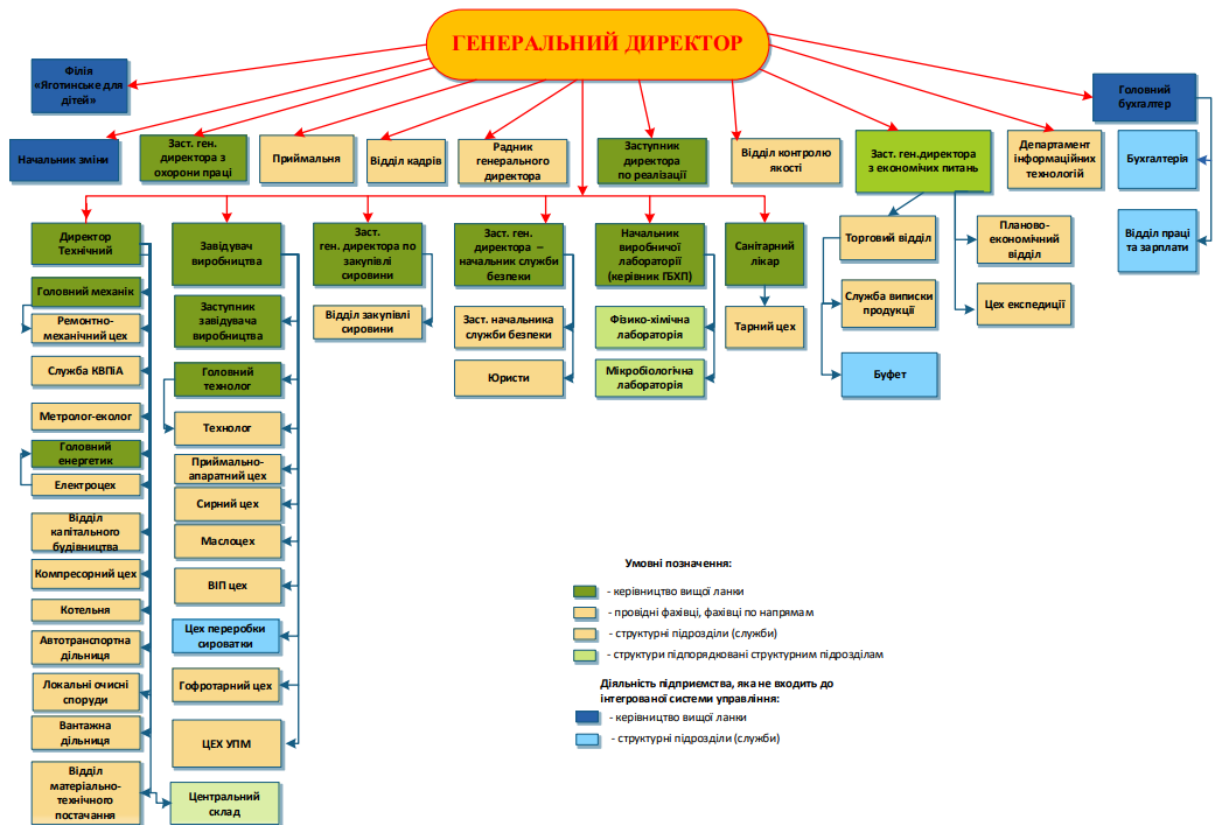 ГЕНЕРАЛЬНИЙ ДИРЕКТОР
Філія
«Яготинське для
дітей»
Головний
бухгалтер
Начальник зміни
Заст. ген.
директора з
охорони праці
Приймальня
Відділ кадрів
Радник
генерального
директора
Заступник
директора
по реалізації
Відділ контролю
якості
Заст. ген.директора
з економічих питань
Департамент
інформаційних
технологій
Бухгалтерія
Відділ праці
та зарплати
Директор
Технічний
Завідувач
виробництва
Заст.
ген. директора по
закупівлі
сировини
Заст. ген.
директора –
начальник служби
безпеки
Начальник
виробничої
лабораторії
(керівник ГБХП)
Санітарний
лікар
Торговий відділ
Планово-
економічний
відділ
Головний механік
Ремонтно-
механічний цех
Служба КВПіА
Метролог-еколог
Головний
енергетик
Електроцех
Відділ
капітального
будівництва
Компресорний цех
Котельня
Автотранспортна
дільниця
Локальні очисні
споруди
Вантажна
дільниця
Відділ
матеріально-
технічного
постачання
Заступник
завідувача
виробництва
Головний
технолог
Технолог
Приймально-
апаратний цех
Сирний цех
Маслоцех
ВІП цех
Цех переробки
сироватки
Гофротарний цех
ЦЕХ УПМ
Центральний
склад
Відділ закупівлі
сировини
Заст. начальника
служби безпеки
Юристи
Фізико-хімічна
лабораторія
Мікробіологічна
лабораторія
Тарний цех
Служба виписки
продукції
Буфет
Цех експедиції
Умовні позначення:
- керівництво вищої ланки
- провідні фахівці, фахівці по напрямам
- структурні підрозділи (служби)
- структури підпорядковані структурним підрозділам
Діяльність підприємства, яка не входить до
інтегрованої системи управління:
- керівництво вищої ланки
- структурні підрозділи (служби)